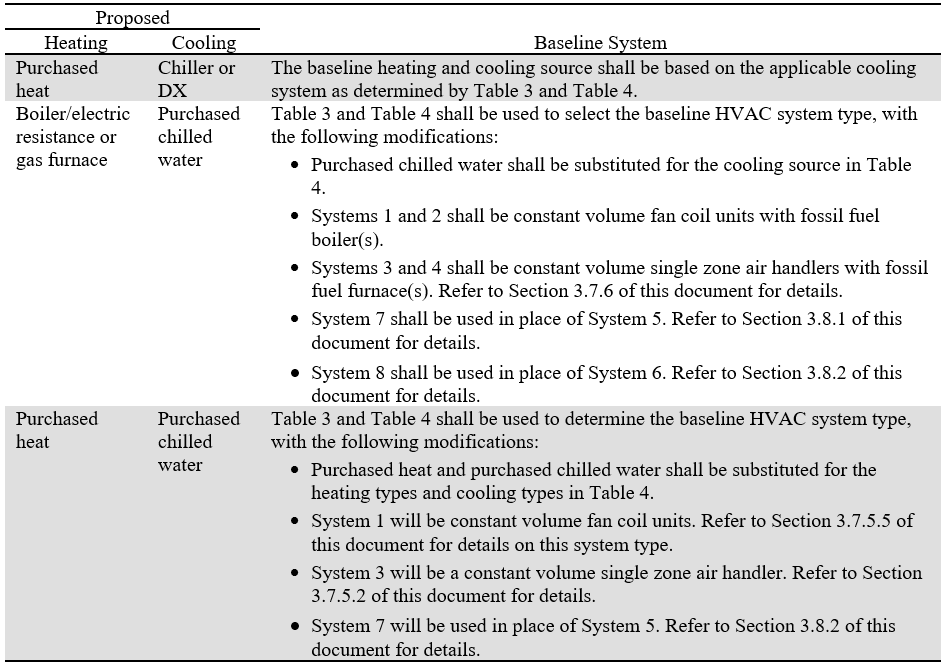 Proposed
Heating Cooling Baseline System
Purchased heat
Chiller or DX
The baseline heating and cooling source shall be based on the applicable cooling
system as determined by Table 3 and Table 4.
Boiler/electric
resistance or
gas furnace
Purchased
chilled
water
Table 3 and Table 4 shall be used to select the baseline HVAC system type, with
the following modifications:
• Purchased chilled water shall be substituted for the cooling source in Table
4.
• Systems 1 and 2 shall be constant volume fan coil units with fossil fuel
boiler(s).
• Systems 3 and 4 shall be constant volume single zone air handlers with fossil
fuel furnace(s). Refer to Section 3.7.6 of this document for details.
• System 7 shall be used in place of System 5. Refer to Section 3.8.1 of this
document for details.
• System 8 shall be used in place of System 6. Refer to Section 3.8.2 of this
document for details.
Purchased
heat
Purchased
chilled
water
Table 3 and Table 4 shall be used to determine the baseline HVAC system type,
with the following modifications:
• Purchased heat and purchased chilled water shall be substituted for the
heating types and cooling types in Table 4.
• System 1 will be constant volume fan coil units. Refer to Section 3.7.5.5 of
this document for details on this system type.
• System 3 will be a constant volume single zone air handler. Refer to Section
3.7.5.2 of this document for details.
• System 7 will be used in place of System 5. Refer to Section 3.8.2 of this
document for details.